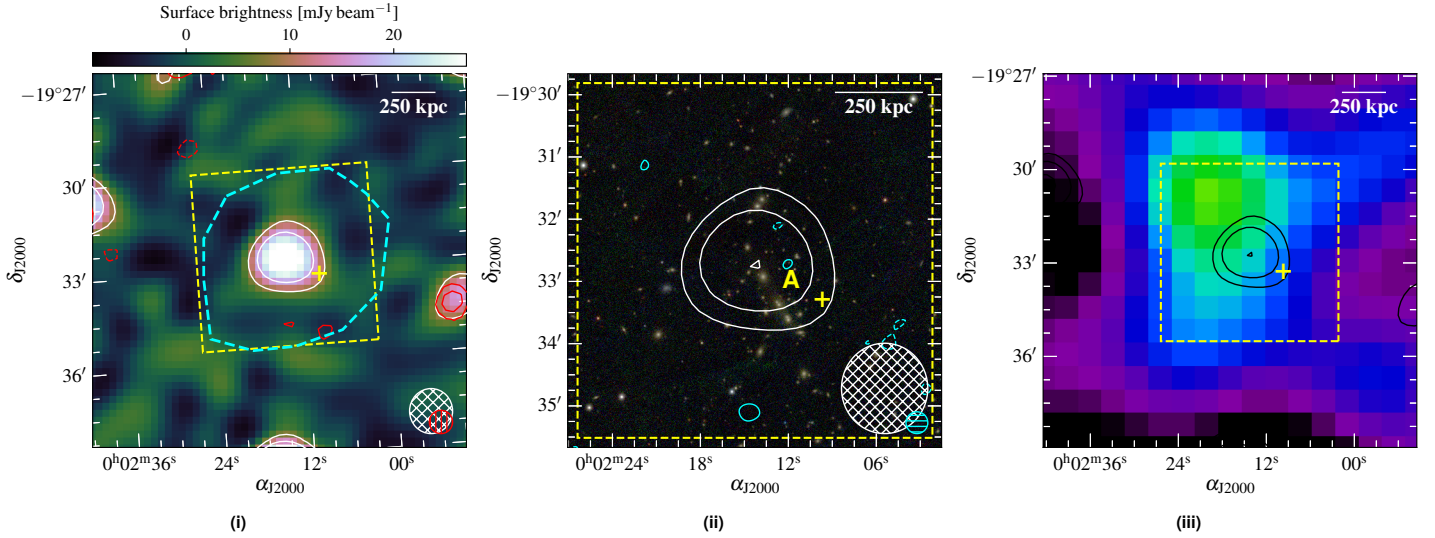 Surface brightness [mJy beam⁻¹]
0 10 20
250 kpc
−19°27′
30′
33′
36′
δJ2000
0ʰ02ᵐ36ˢ 24ˢ 12ˢ 00ˢ
αJ2000
(i)
250 kpc
−19°30′
31′
32′
33′
34′
35′
δJ2000
A
0ʰ02ᵐ24ˢ 18ˢ 12ˢ 06ˢ
αJ2000
(ii)
250 kpc
−19°27′
30′
33′
36′
δJ2000
0ʰ02ᵐ36ˢ 24ˢ 12ˢ 00ˢ
αJ2000
(iii)